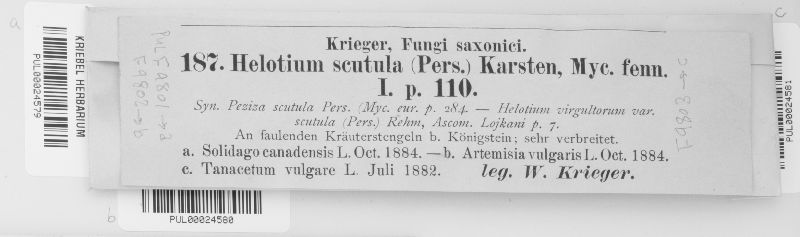 a
PUL00024579
KRIEBEL HERBARIUM
PUL F9801→a
F9802→b
Krieger, Fungi saxonici.
187. Helotium scutula (Pers.) Karsten, Myc. fenn.
I. p. 110.
Syn. Peziza scutula Pers. (Myc. eur. p. 284. — Helotium virgultorum var.
scutula (Pers.) Rehm, Ascom. Lojkani p. 7.
An faulenden Kräuterstengeln b. Königstein; sehr verbreitet.
a. Solidago canadensis L. Oct. 1884. — b. Artemisia vulgaris L. Oct. 1884.
c. Tanacetum vulgare L. Juli 1882. leg. W. Krieger.
F9803→c
c
PUL00024581
b
PUL00024580